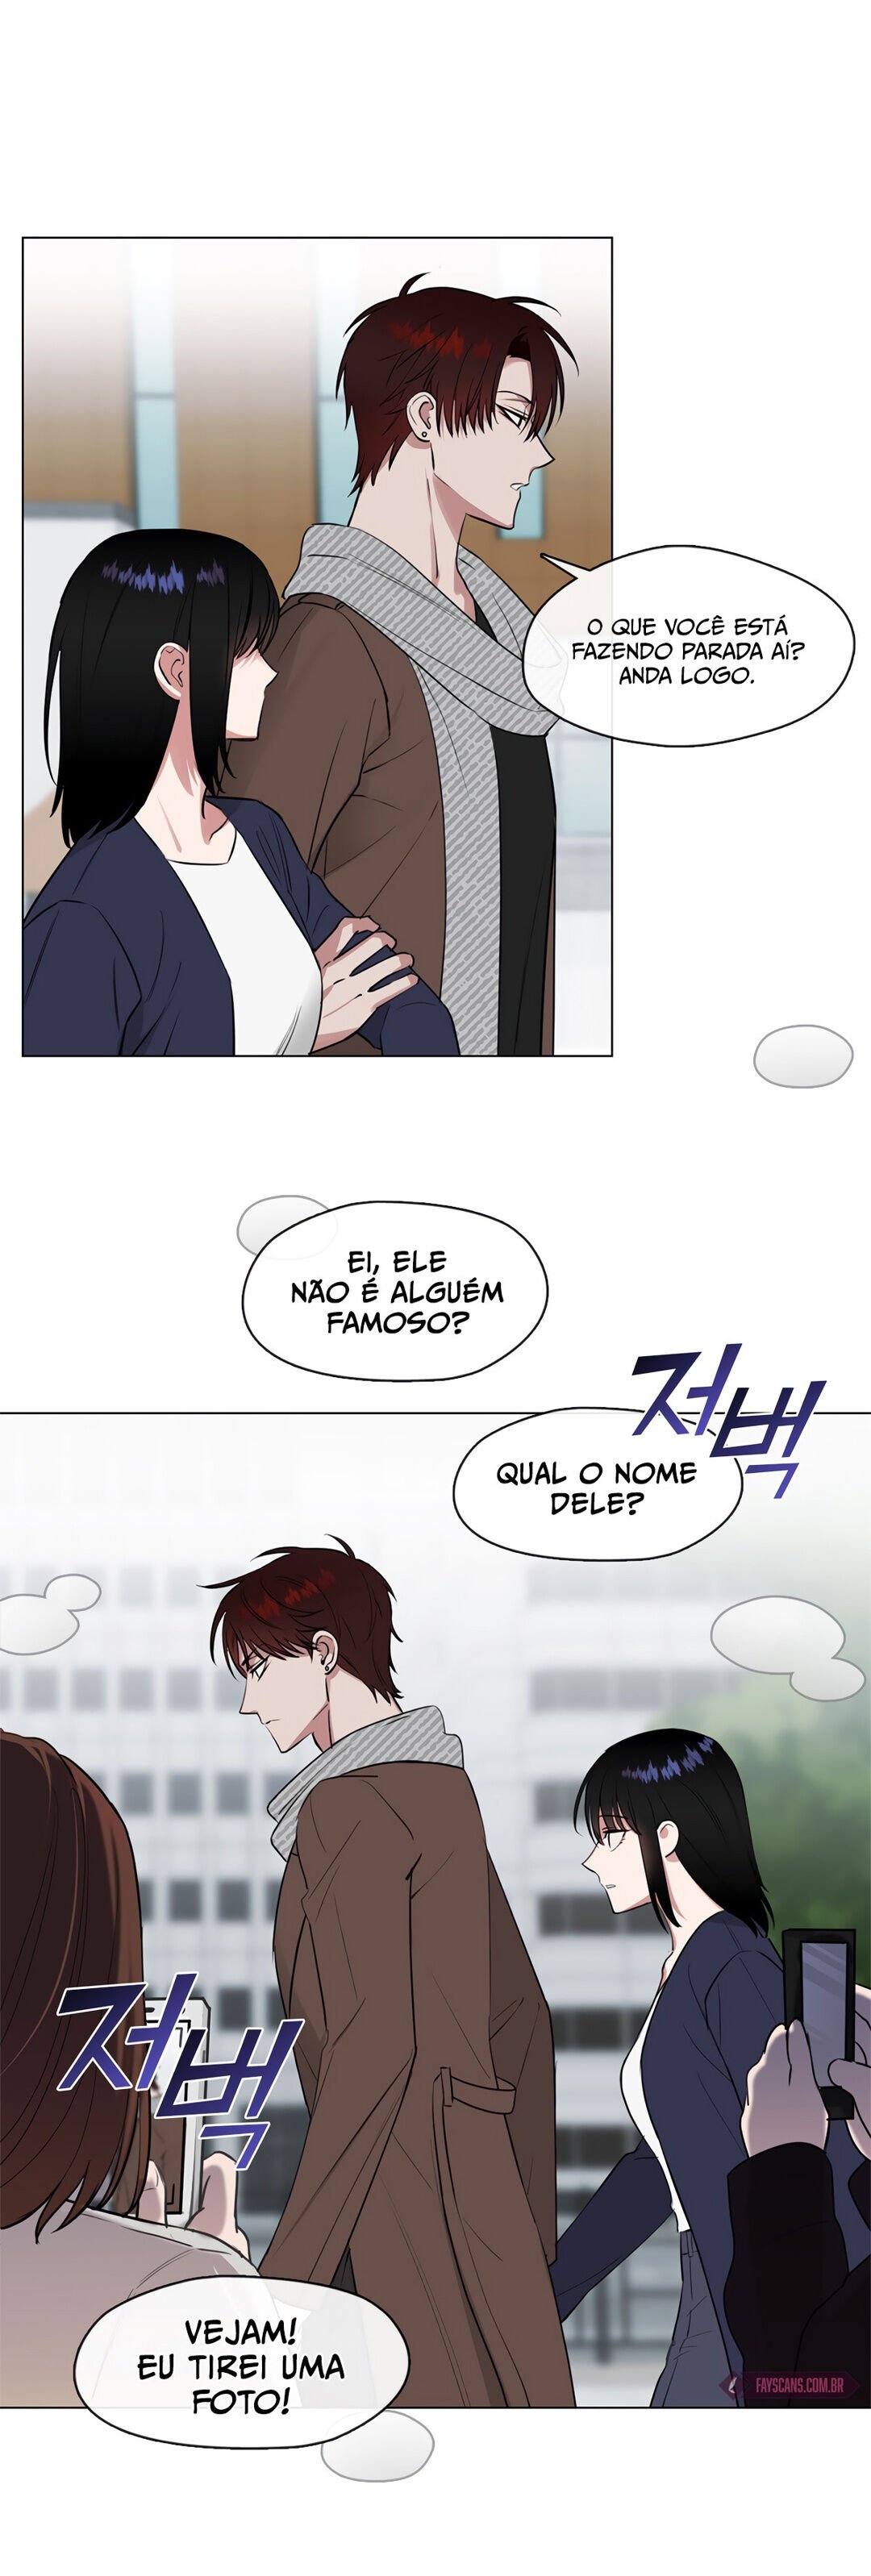 O QUE VOCÊ ESTÁ
FAZENDO PARADA AÍ?
ANDA LOGO.
EI, ELE
NÃO É ALGUÉM
FAMOSO?
저벅
QUAL O NOME
DELE?
저벅
VEJAM!
EU TIREI UMA
FOTO!
FAYSCANS.COM.BR